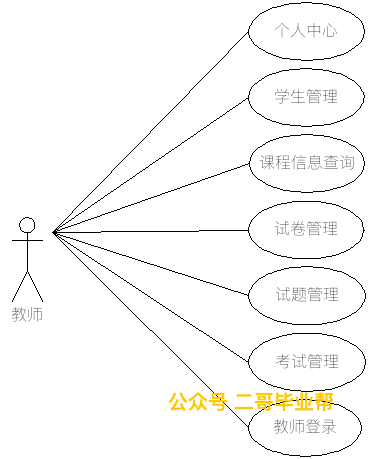 个人中心
学生管理
课程信息查询
试卷管理
教师
试题管理
考试管理
公众号 二哥毕业帮
教师登录